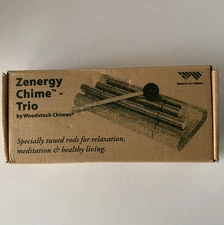 Zenergy
Chime™ -
Trio
by Woodstock Chimes®
Specially tuned rods for relaxation,
meditation & healthy living.